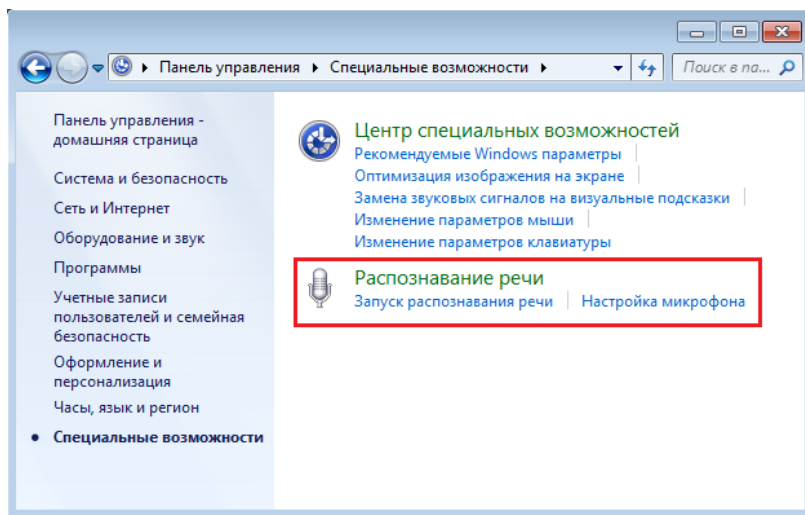 Панель управления ▸ Специальные возможности ▸
Поиск в па...
Панель управления -
домашняя страница
Система и безопасность
Сеть и Интернет
Оборудование и звук
Программы
Учетные записи
пользователей и семейная
безопасность
Оформление и
персонализация
Часы, язык и регион
Специальные возможности
Центр специальных возможностей
Рекомендуемые Windows параметры
Оптимизация изображения на экране
Замена звуковых сигналов на визуальные подсказки
Изменение параметров мыши
Изменение параметров клавиатуры
Распознавание речи
Запуск распознавания речи | Настройка микрофона